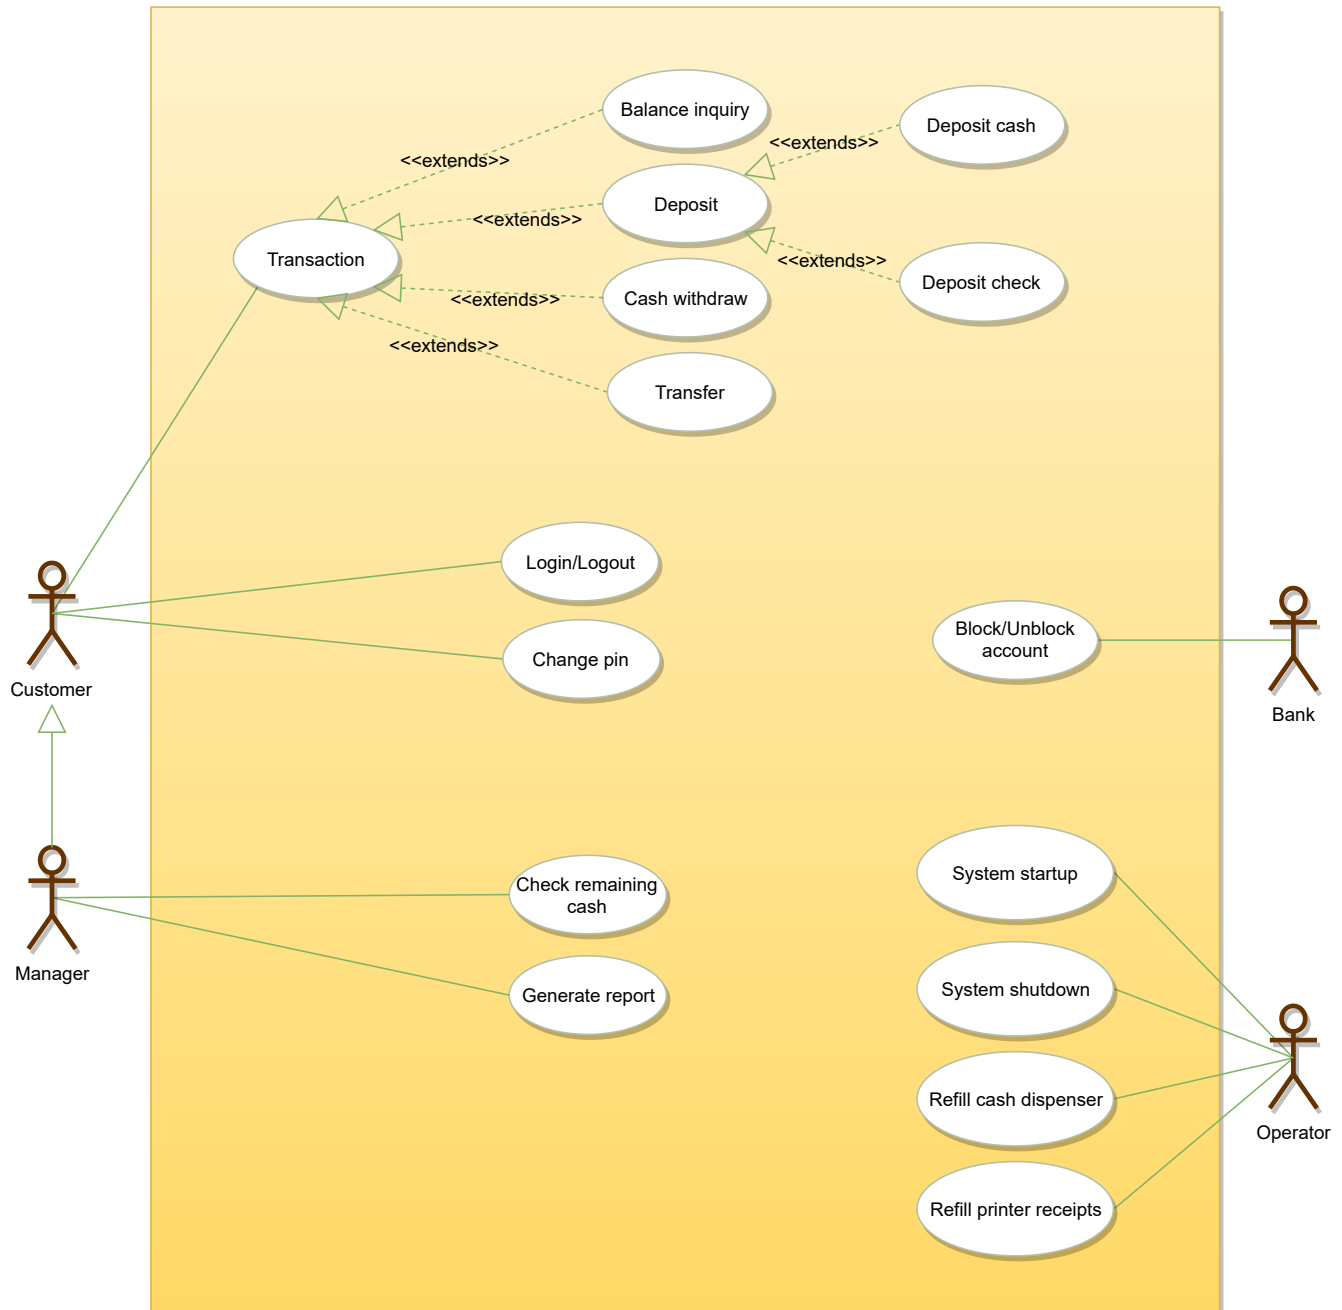 Balance inquiry
Deposit cash
<<extends>>
<<extends>>
Deposit
<<extends>>
Transaction
<<extends>>
Deposit check
<<extends>>
Cash withdraw
<<extends>>
Transfer
Login/Logout
Change pin
Block/Unblock
account
Customer
Bank
Check remaining
cash
System startup
Manager
Generate report
System shutdown
Refill cash dispenser
Operator
Refill printer receipts